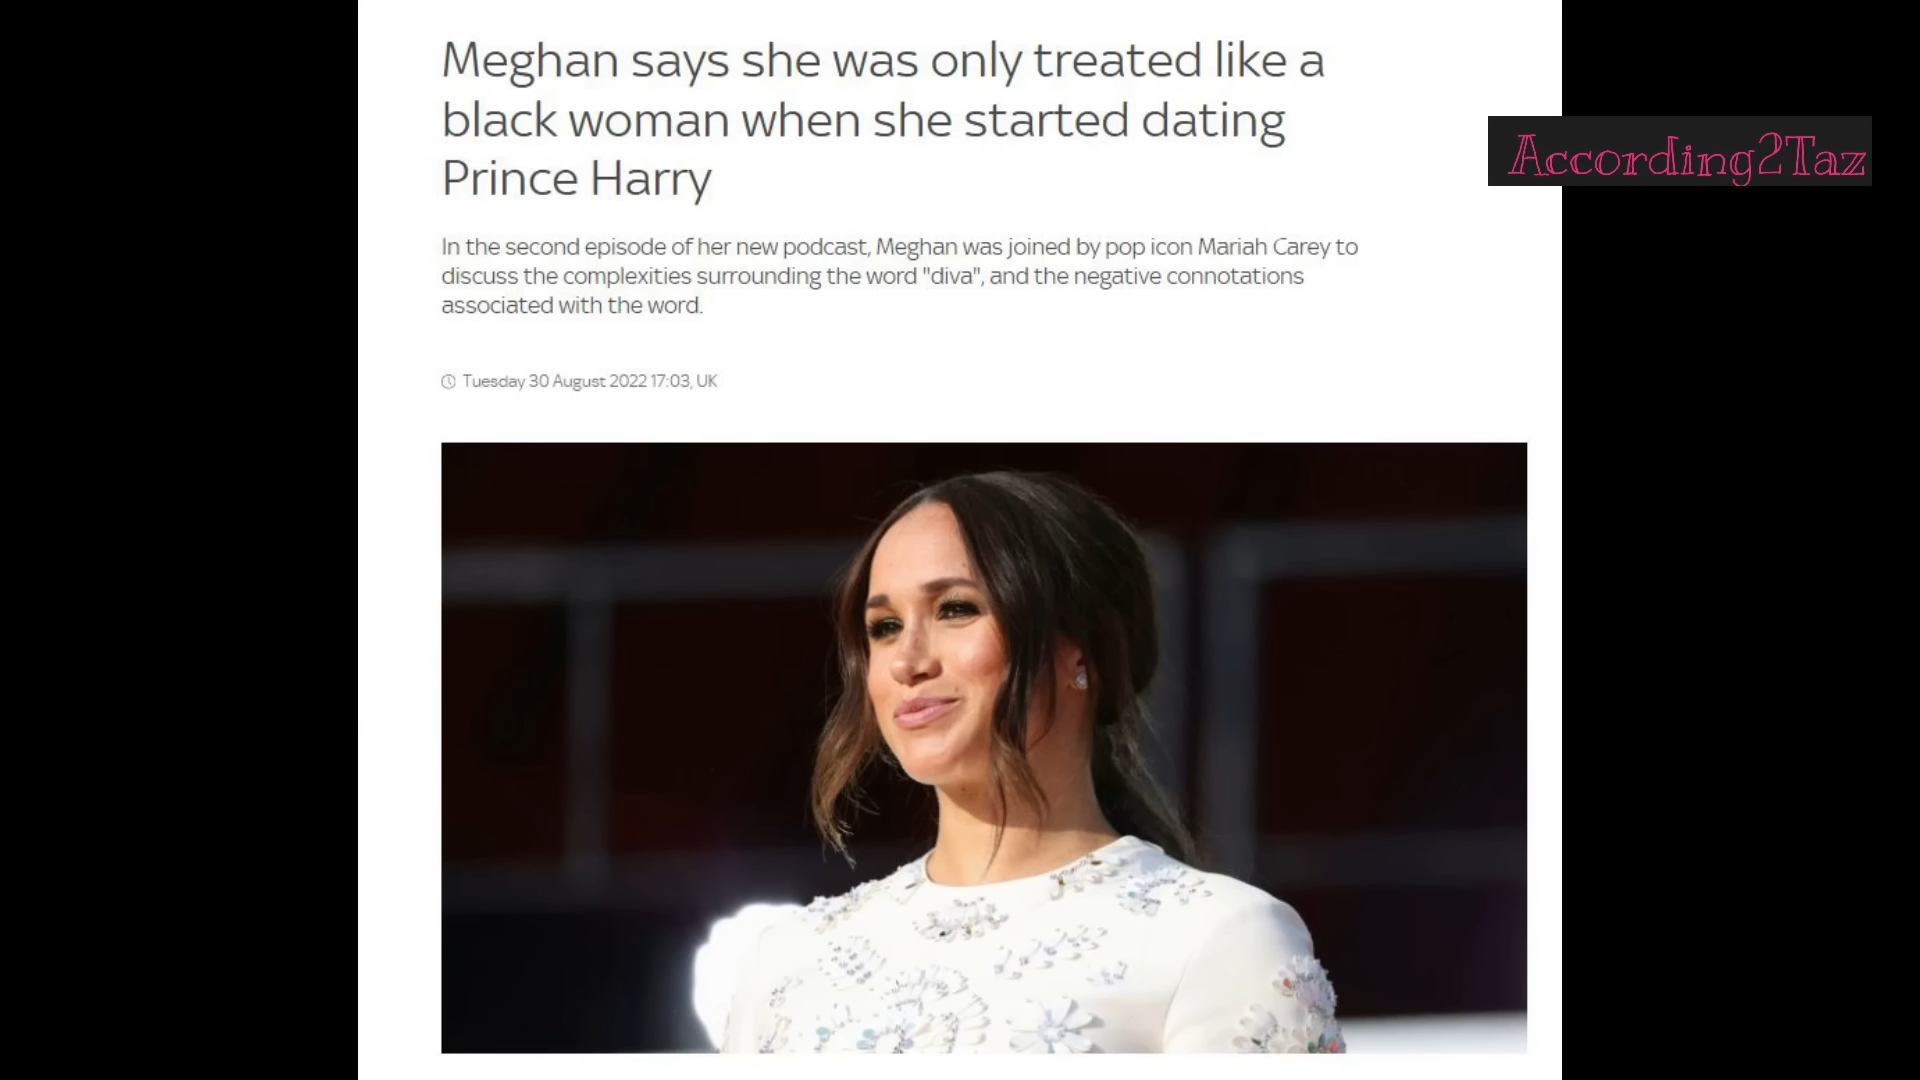 Meghan says she was only treated like a
black woman when she started dating
Prince Harry
According2Taz
In the second episode of her new podcast, Meghan was joined by pop icon Mariah Carey to
discuss the complexities surrounding the word "diva", and the negative connotations
associated with the word.
Tuesday 30 August 2022 17:03, UK